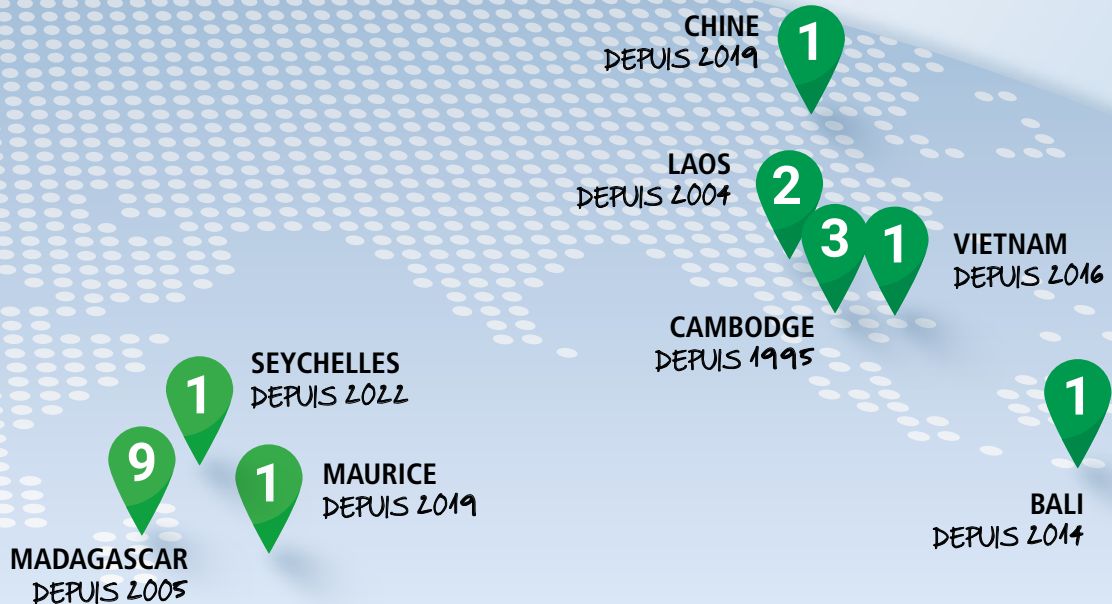 CHINE
DEPUIS 2019
1
LAOS
DEPUIS 2004
2
3
1
VIETNAM
DEPUIS 2016
CAMBODGE
DEPUIS 1995
SEYCHELLES
DEPUIS 2022
1
1
9
1
MAURICE
DEPUIS 2019
BALI
DEPUIS 2014
MADAGASCAR
DEPUIS 2005